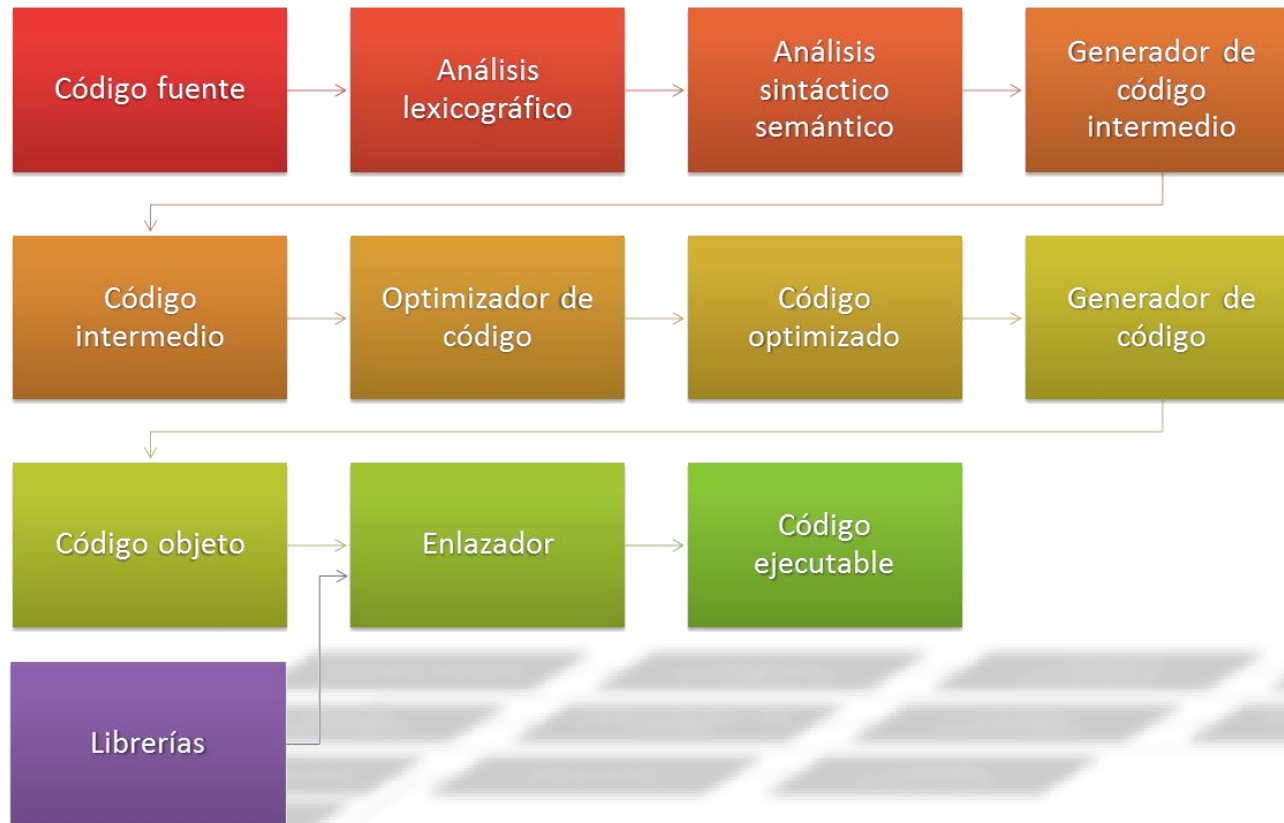 Código fuente
Análisis
lexicográfico
Análisis
sintáctico
semántico
Generador de
código
intermedio
Código
intermedio
Optimizador de
código
Código
optimizado
Generador de
código
Código objeto
Enlazador
Código
ejecutable
Librerías